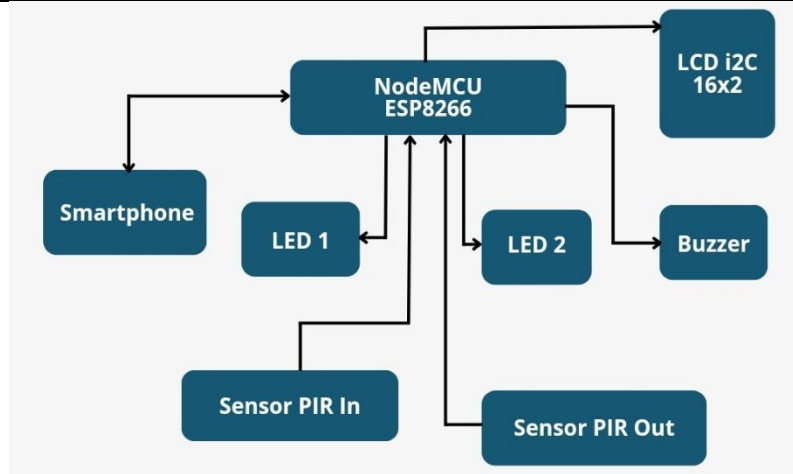 NodeMCU
ESP8266
LCD i2C
16x2
Smartphone
LED 1
LED 2
Buzzer
Sensor PIR In
Sensor PIR Out